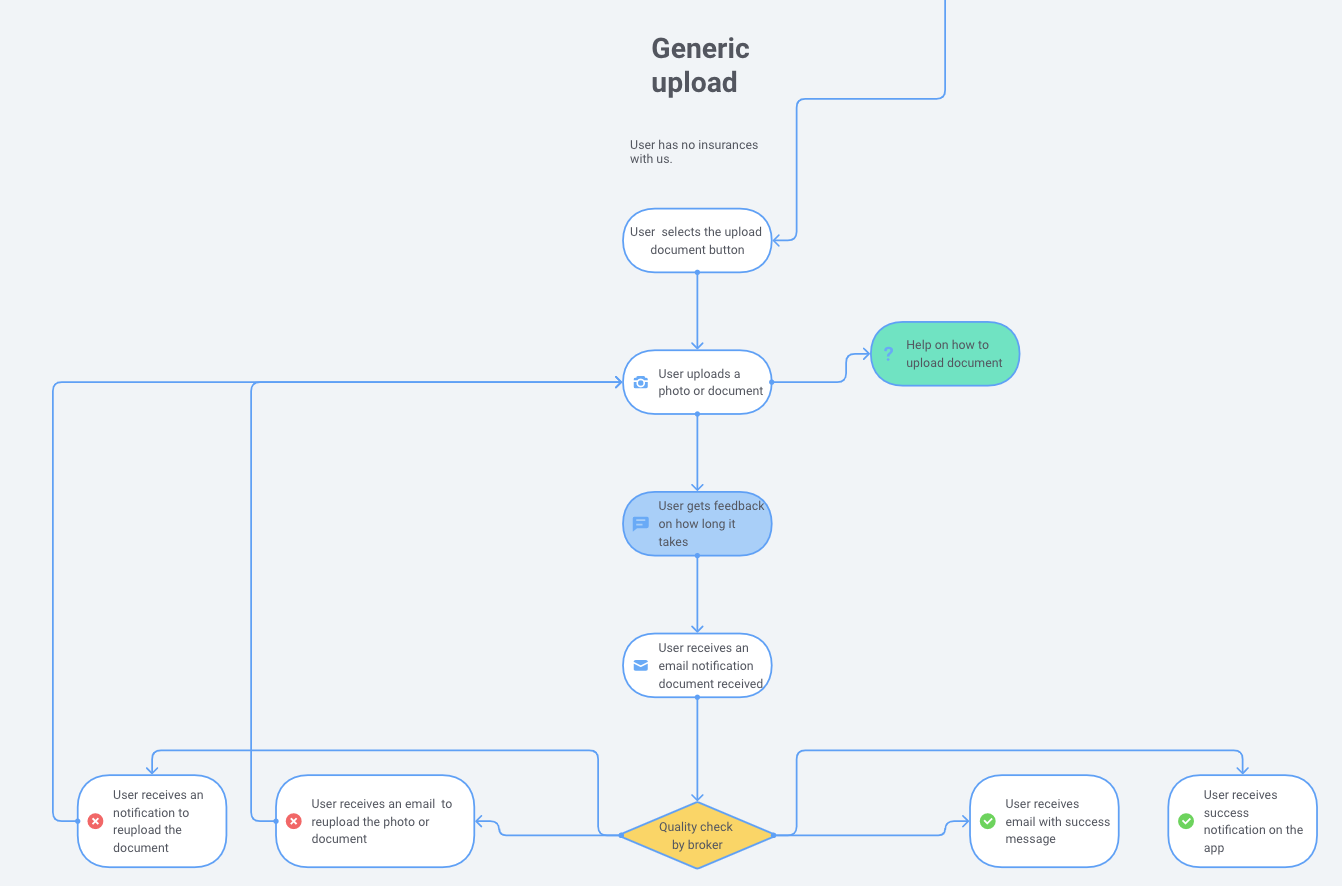 Generic
upload
User has no insurances
with us.
User  selects the upload
document button
?
Help on how to
upload document
User uploads a
photo or document
User gets feedback
on how long it
takes
User receives an
email notification
document received
User receives an
notification to
reupload the
document
User receives an email  to
reupload the photo or
document
Quality check
by broker
User receives
email with success
message
User receives
success
notification on the
app